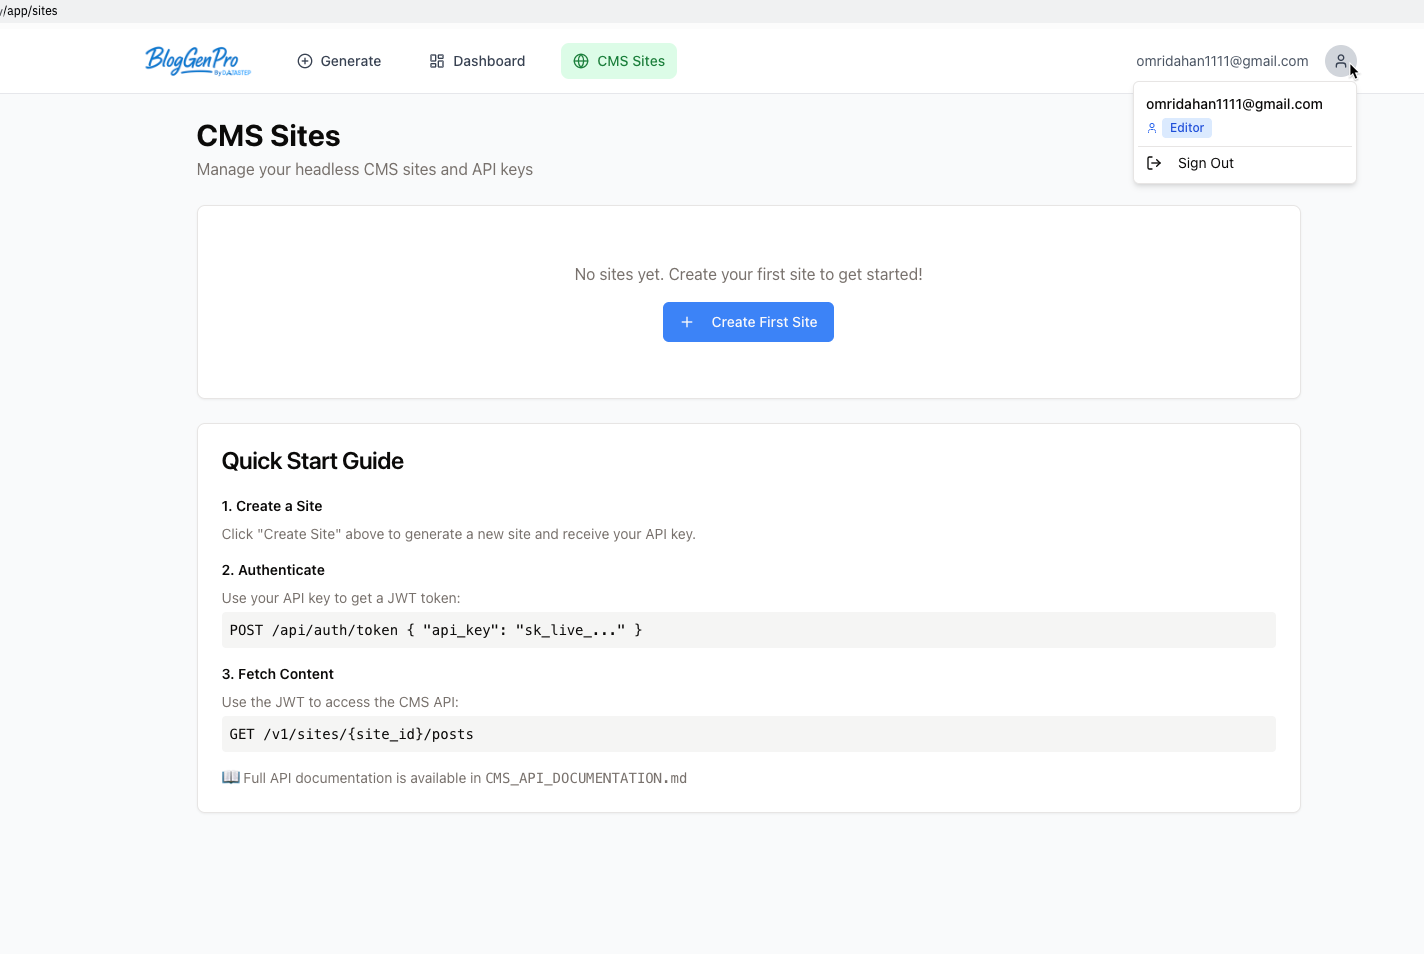 /app/sites
BlogGenPro
By DATASTEP
Generate
Dashboard
CMS Sites
omridahan1111@gmail.com
omridahan1111@gmail.com
Editor
Sign Out
CMS Sites
Manage your headless CMS sites and API keys
No sites yet. Create your first site to get started!
Create First Site
Quick Start Guide
1. Create a Site
Click "Create Site" above to generate a new site and receive your API key.
2. Authenticate
Use your API key to get a JWT token:
POST /api/auth/token { "api_key": "sk_live_..." }
3. Fetch Content
Use the JWT to access the CMS API:
GET /v1/sites/{site_id}/posts
📖 Full API documentation is available in CMS_API_DOCUMENTATION.md